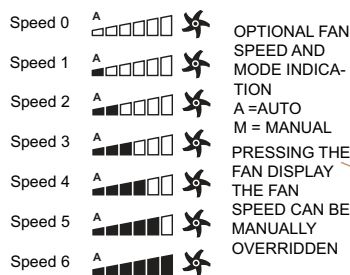 Speed 0 A
Speed 1 A
Speed 2 A
Speed 3 A
Speed 4 A
Speed 5 A
Speed 6 A
OPTIONAL FAN
SPEED AND
MODE INDICA-
TION
A =AUTO
M = MANUAL
PRESSING THE
FAN DISPLAY
THE FAN
SPEED CAN BE
MANUALLY
OVERRIDDEN